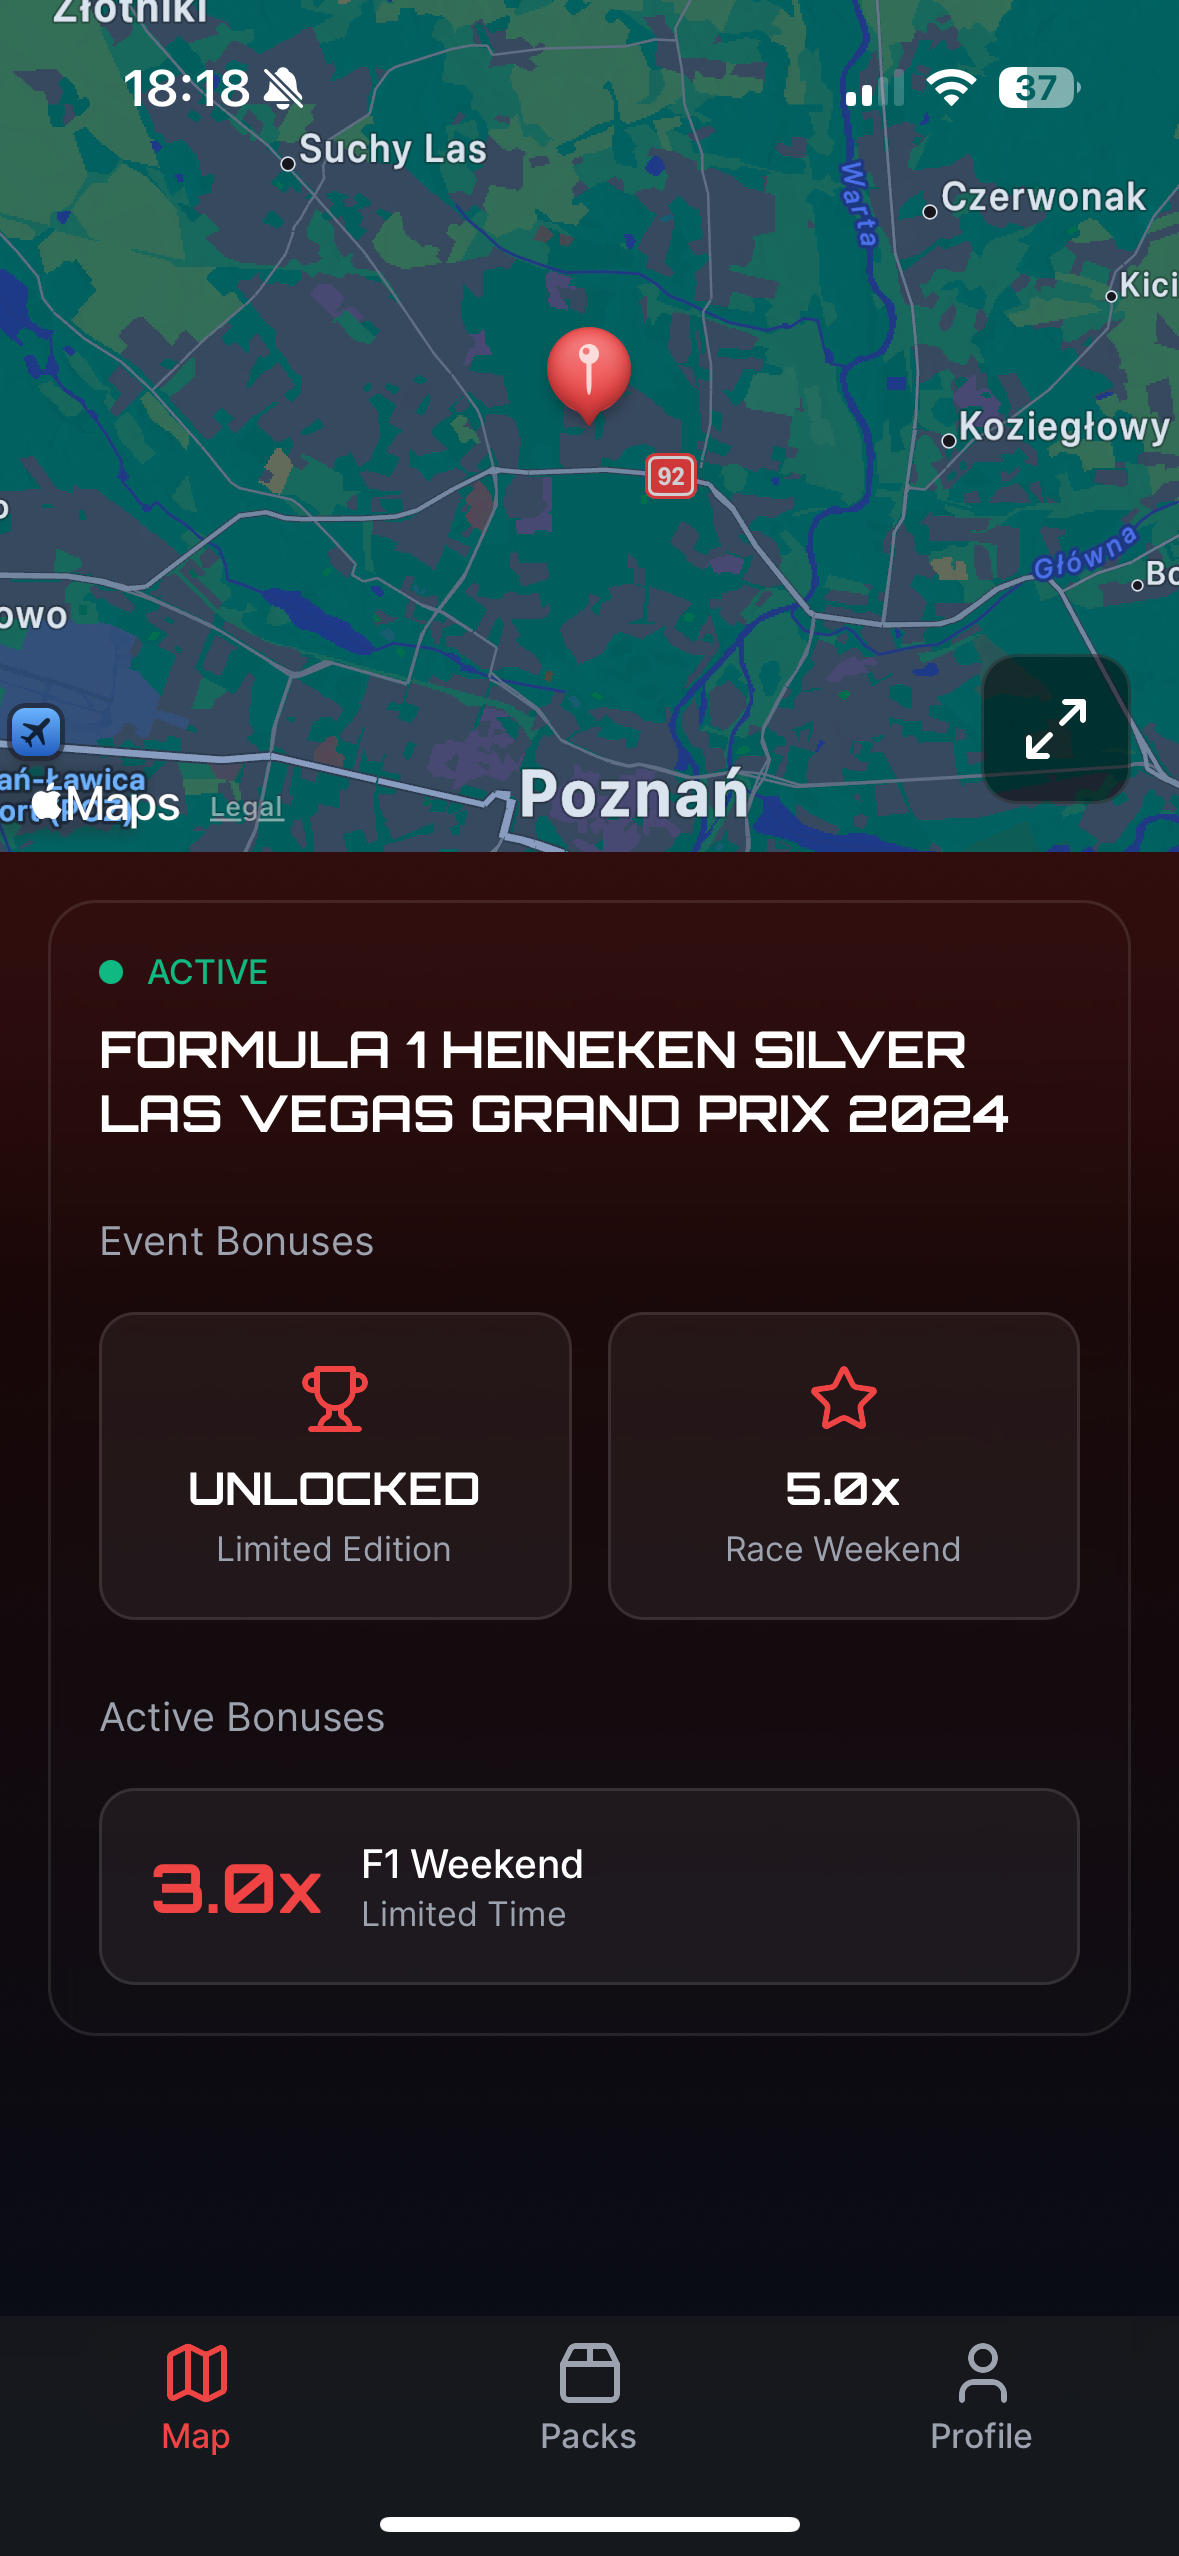 Złotniki
18:18
37
Suchy Las
Warta
Czerwonak
Kici
Koziegłowy
92
Główna
Bo
owo
ań-Ławica
ort (POZ)
Maps
Legal
Poznań
ACTIVE
FORMULA 1 HEINEKEN SILVER
LAS VEGAS GRAND PRIX 2024
Event Bonuses
UNLOCKED
Limited Edition
5.0x
Race Weekend
Active Bonuses
3.0x
F1 Weekend
Limited Time
Map
Packs
Profile